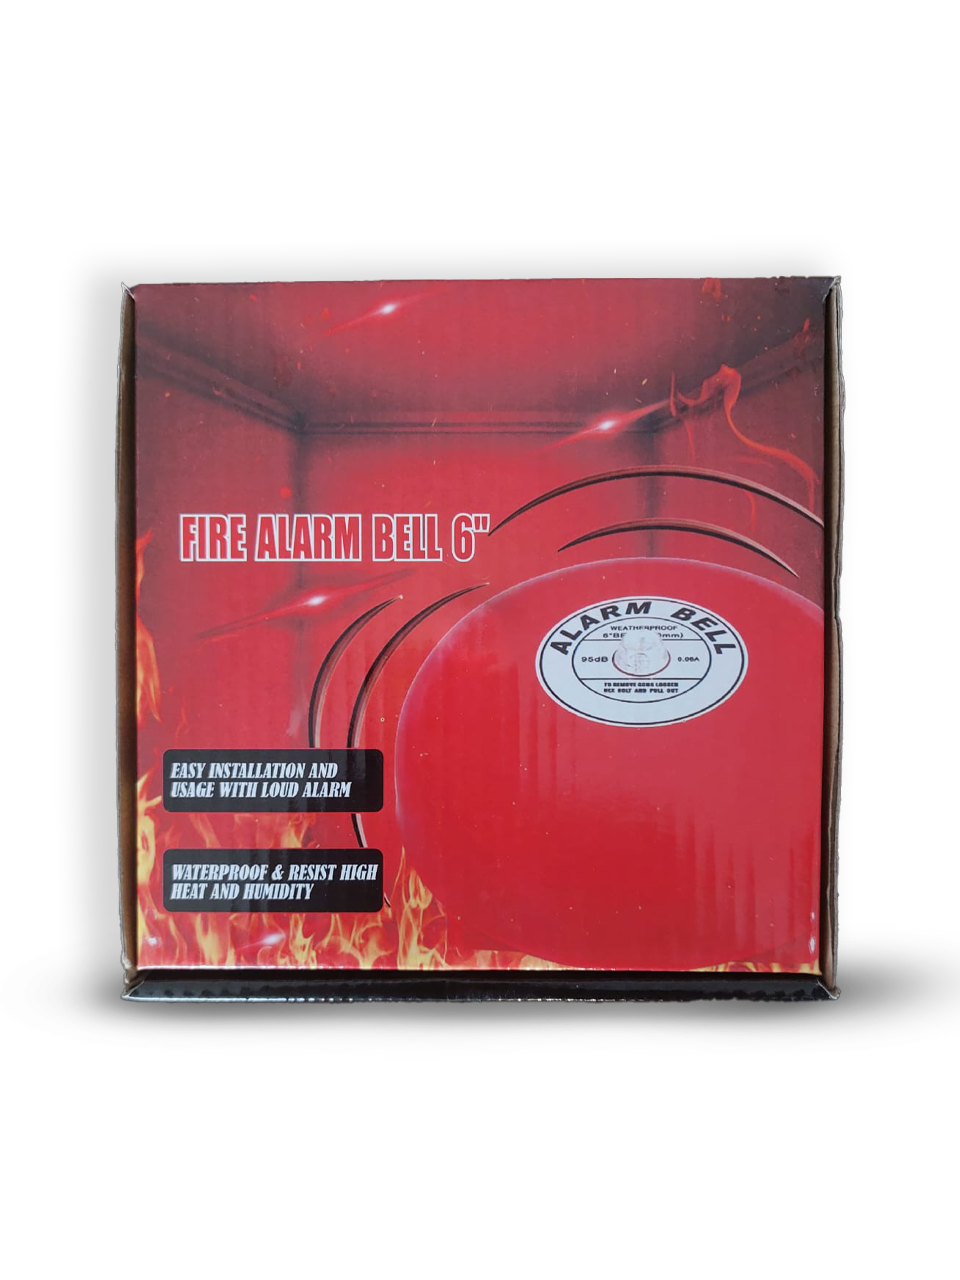 FIRE ALARM BELL 6"
ALARM BELL
WEATHERPROOF
95dB
0.06A
TO REMOVE GONG LOOSEN
HEX BOLT AND PULL OUT
EASY INSTALLATION AND
USAGE WITH LOUD ALARM
WATERPROOF & RESIST HIGH
HEAT AND HUMIDITY